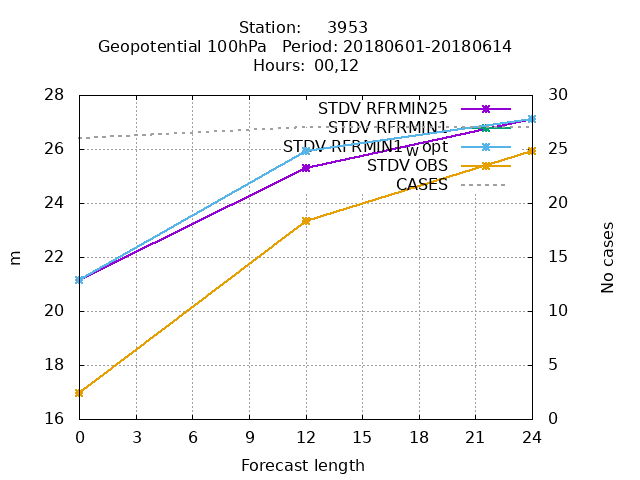 Station: 3953
Geopotential 100hPa Period: 20180601-20180614
Hours: 00,12
28
26
24
22
20
18
16
m
30
25
20
15
10
5
0
No cases
STDV RFRMIN25
STDV RFRMIN1
STDV RFRMIN1_w opt
STDV OBS
CASES
0 3 6 9 12 15 18 21 24
Forecast length